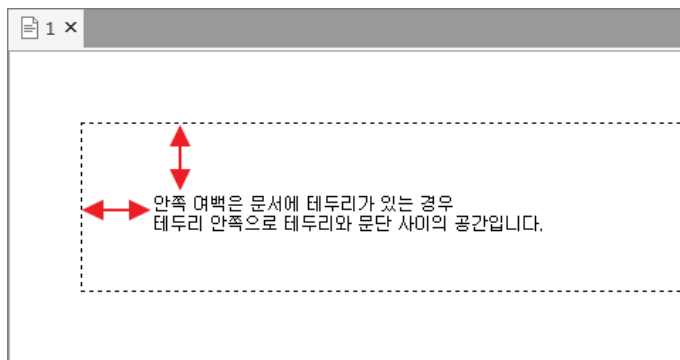 1 ×
안쪽 여백은 문서에 테두리가 있는 경우
테두리 안쪽으로 테두리와 문단 사이의 공간입니다.